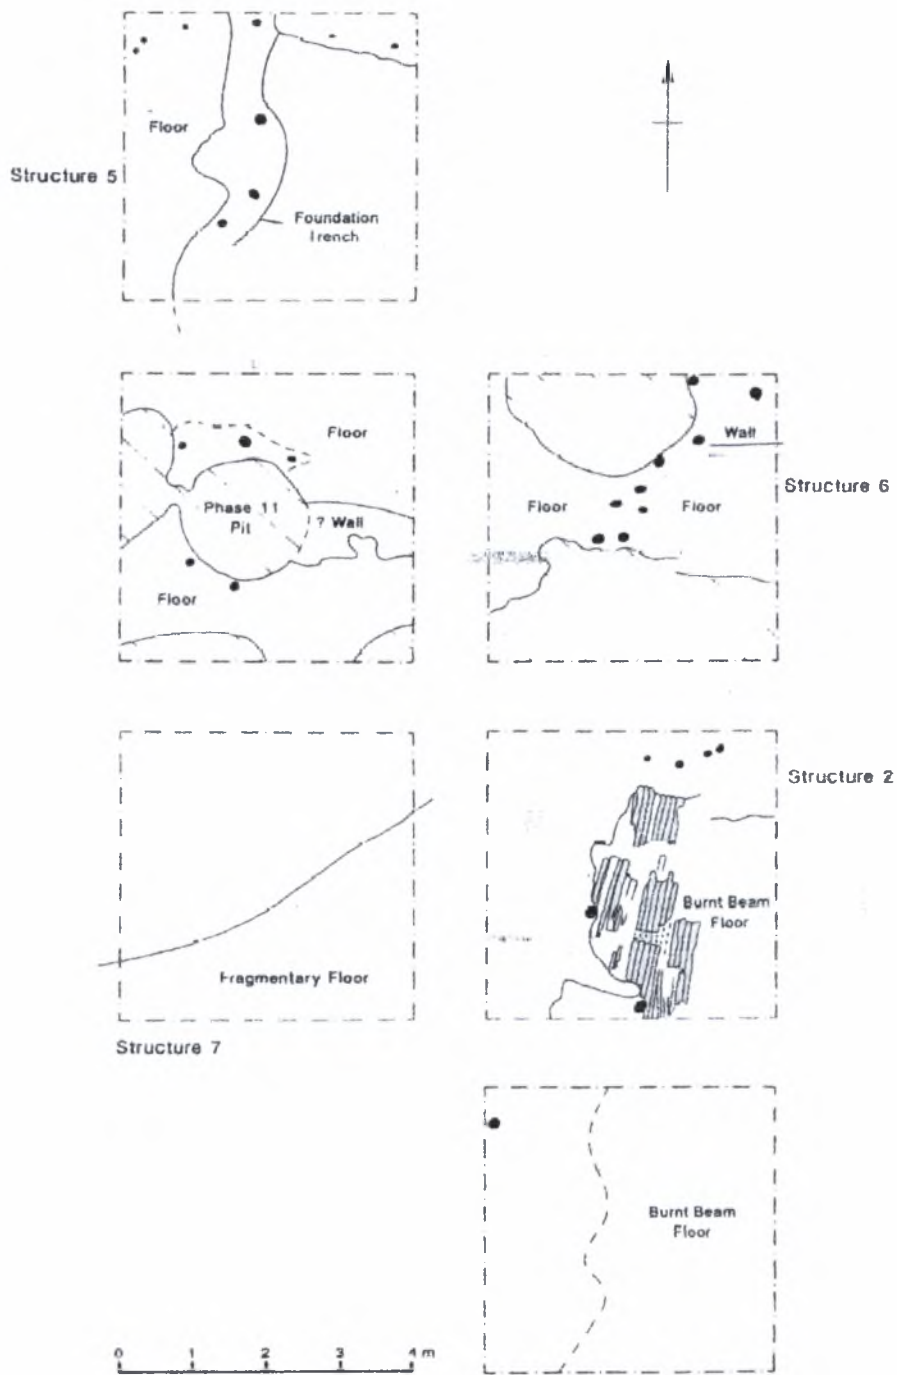 Floor
Structure 5
Foundation
Trench
Floor
Phase 11
Pit
? Wall
Floor
Wall
Structure 6
Floor
Floor
Structure 2
Burnt Beam
Floor
Fragmentary Floor
Structure 7
Burnt Beam
Floor
0 1 2 3 4 m